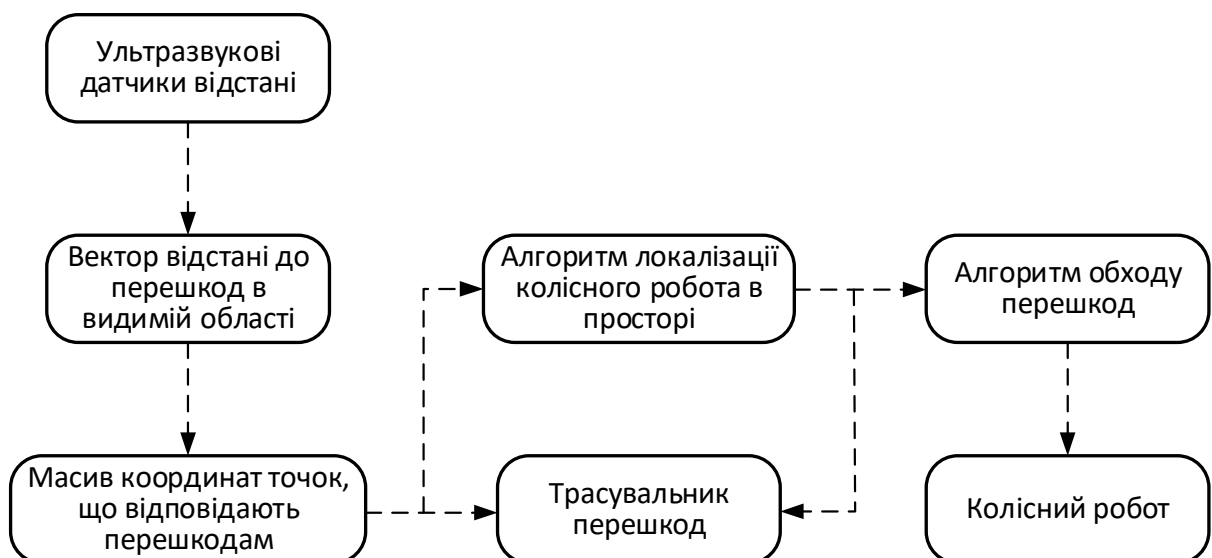 Ультразвукові
датчики відстані
Вектор відстані до
перешкод в
видимій області
Алгоритм локалізації
колісного робота в
просторі
Алгоритм обходу
перешкод
Масив координат точок,
що відповідають
перешкодам
Трасувальник
перешкод
Колісний робот